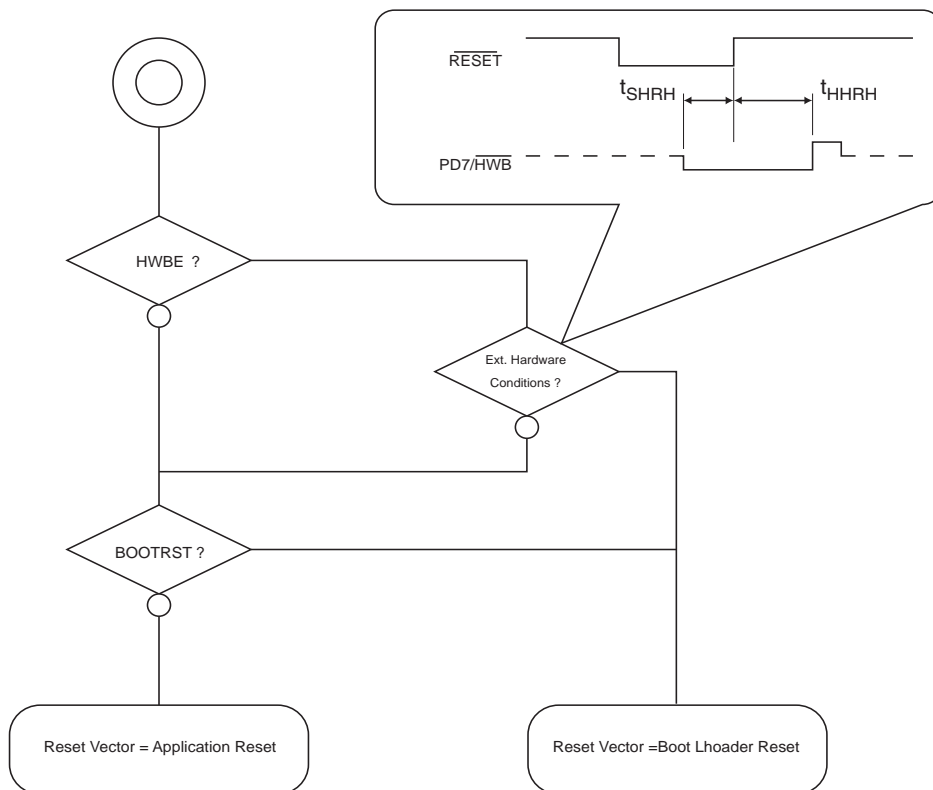 RESET
tSHRH
tHHRH
PD7/HWB
HWBE ?
Ext. Hardware
Conditions ?
BOOTRST ?
Reset Vector = Application Reset
Reset Vector =Boot Lhoader Reset